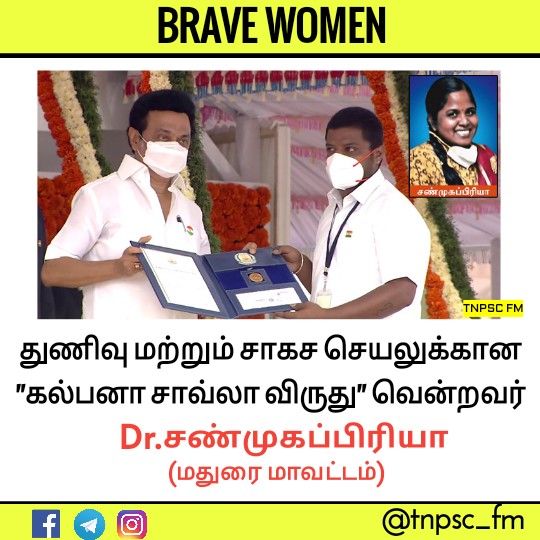 BRAVE WOMEN
சண்முகப்பிரியா
TNPSC FM
துணிவு மற்றும் சாகச செயலுக்கான
"கல்பனா சாவ்லா விருது" வென்றவர்
Dr.சண்முகப்பிரியா
(மதுரை மாவட்டம்)
@tnpsc_fm